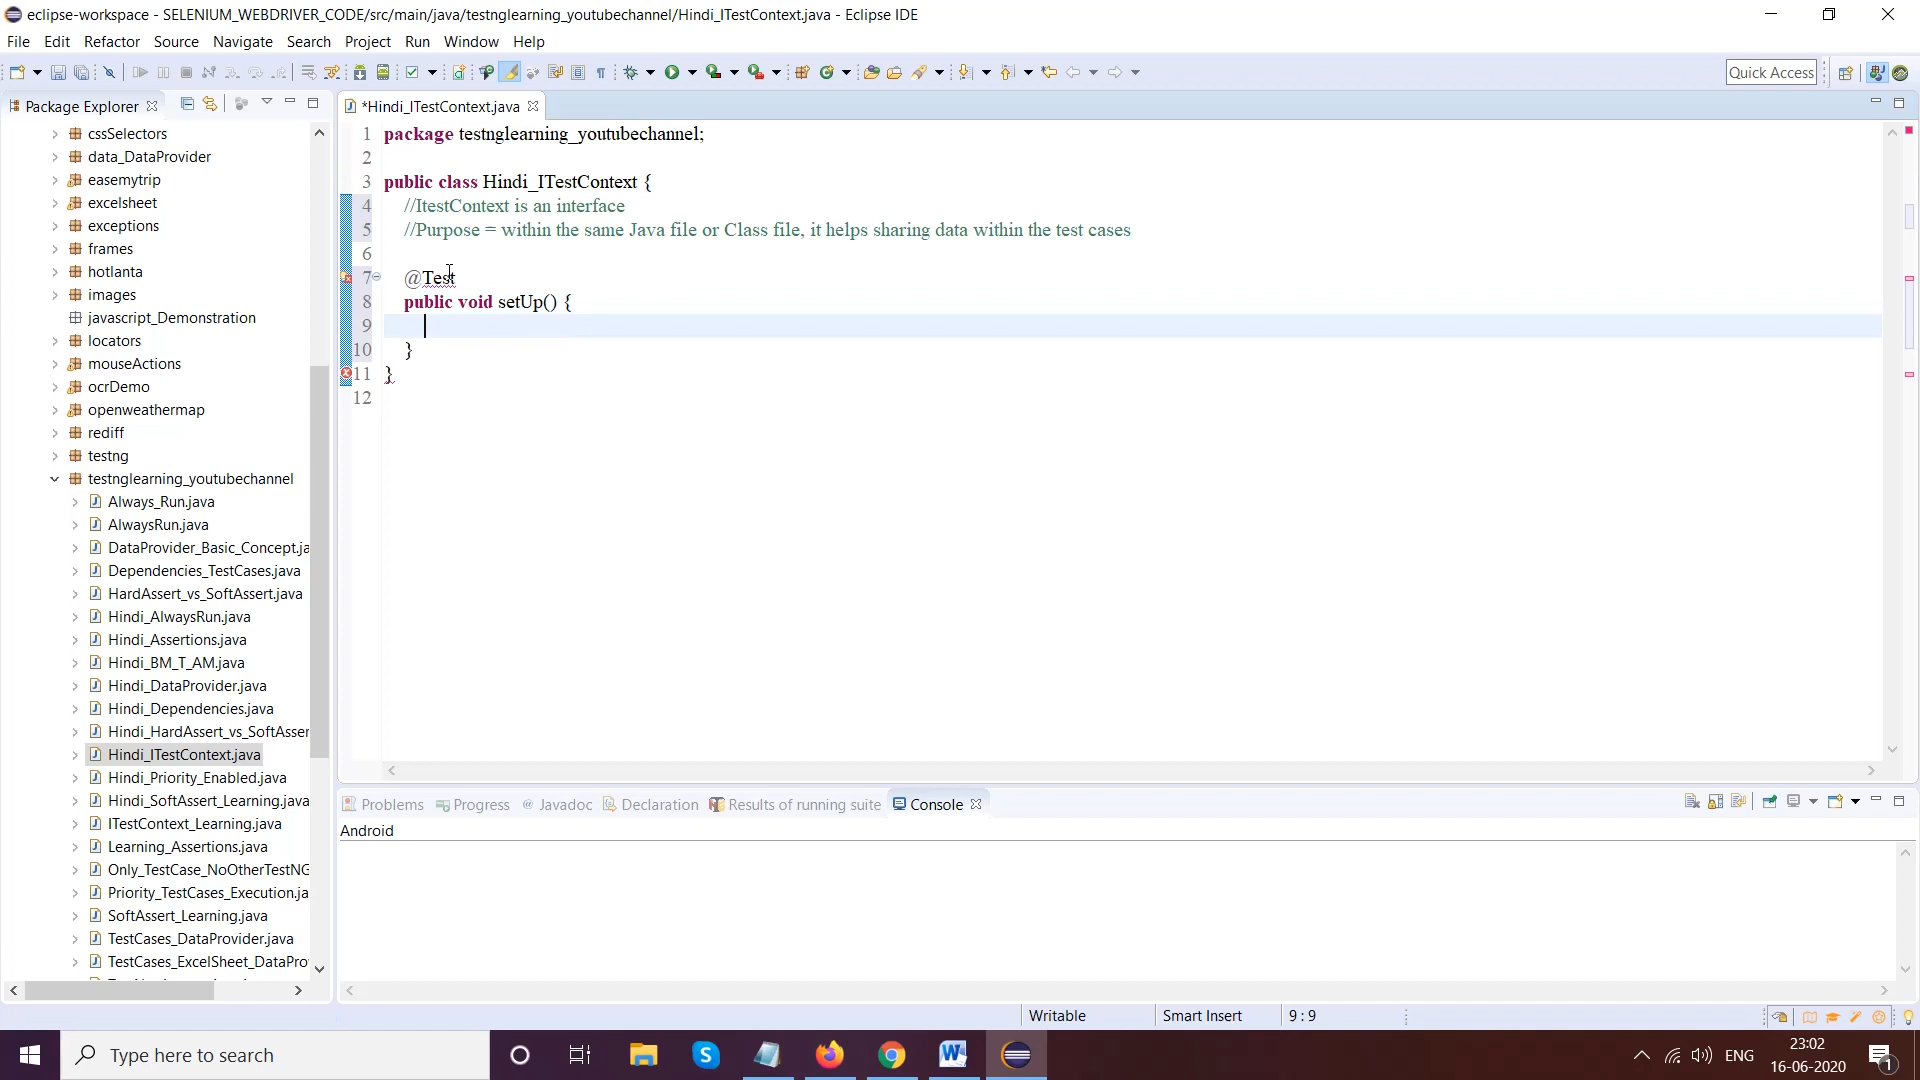 eclipse-workspace - SELENIUM_WEBDRIVER_CODE/src/main/java/testnglearning_youtubechannel/Hindi_ITestContext.java - Eclipse IDE
File Edit Refactor Source Navigate Search Project Run Window Help
Quick Access
Package Explorer
*Hindi_ITestContext.java
cssSelectors
data_DataProvider
easemytrip
excelsheet
exceptions
frames
hotlanta
images
javascript_Demonstration
locators
mouseActions
ocrDemo
openweathermap
rediff
testng
testnglearning_youtubechannel
Always_Run.java
AlwaysRun.java
DataProvider_Basic_Concept.ja
Dependencies_TestCases.java
HardAssert_vs_SoftAssert.java
Hindi_AlwaysRun.java
Hindi_Assertions.java
Hindi_BM_T_AM.java
Hindi_DataProvider.java
Hindi_Dependencies.java
Hindi_HardAssert_vs_SoftAsser
Hindi_ITestContext.java
Hindi_Priority_Enabled.java
Hindi_SoftAssert_Learning.java
ITestContext_Learning.java
Learning_Assertions.java
Only_TestCase_NoOtherTestNG
Priority_TestCases_Execution.ja
SoftAssert_Learning.java
TestCases_DataProvider.java
TestCases_ExcelSheet_DataPro
1 package testnglearning_youtubechannel;
2
3 public class Hindi_ITestContext {
4 //ItestContext is an interface
5 //Purpose = within the same Java file or Class file, it helps sharing data within the test cases
6
7 @Test
8 public void setUp() {
9
10 }
11 }
12
Problems Progress @ Javadoc Declaration Results of running suite Console
Android
Writable Smart Insert 9 : 9
Type here to search
ENG
23:02
16-06-2020
1